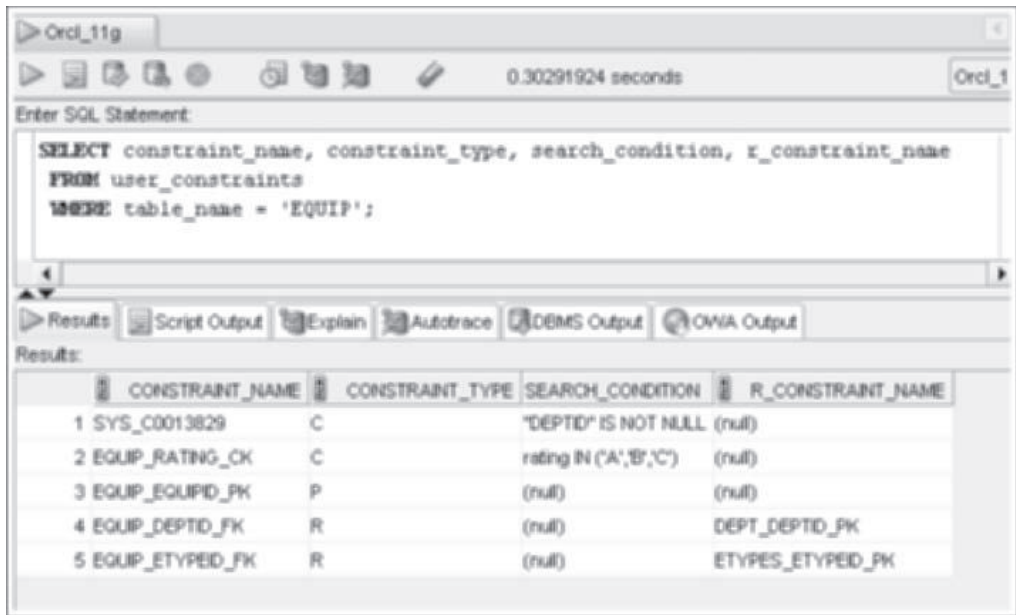 Orcl_11g
0.30291924 seconds
Orcl_1
Enter SQL Statement:
SELECT constraint_name, constraint_type, search_condition, r_constraint_name
FROM user_constraints
WHERE table_name = 'EQUIP';
Results Script Output Explain Autotrace DBMS Output OWA Output
Results:
CONSTRAINT_NAME CONSTRAINT_TYPE SEARCH_CONDITION R_CONSTRAINT_NAME
1 SYS_C0013829 C "DEPTID" IS NOT NULL (null)
2 EQUIP_RATING_CK C rating IN ('A','B','C') (null)
3 EQUIP_EQUIPID_PK P (null) (null)
4 EQUIP_DEPTID_FK R (null) DEPT_DEPTID_PK
5 EQUIP_ETYPEID_FK R (null) ETYPES_ETYPEID_PK